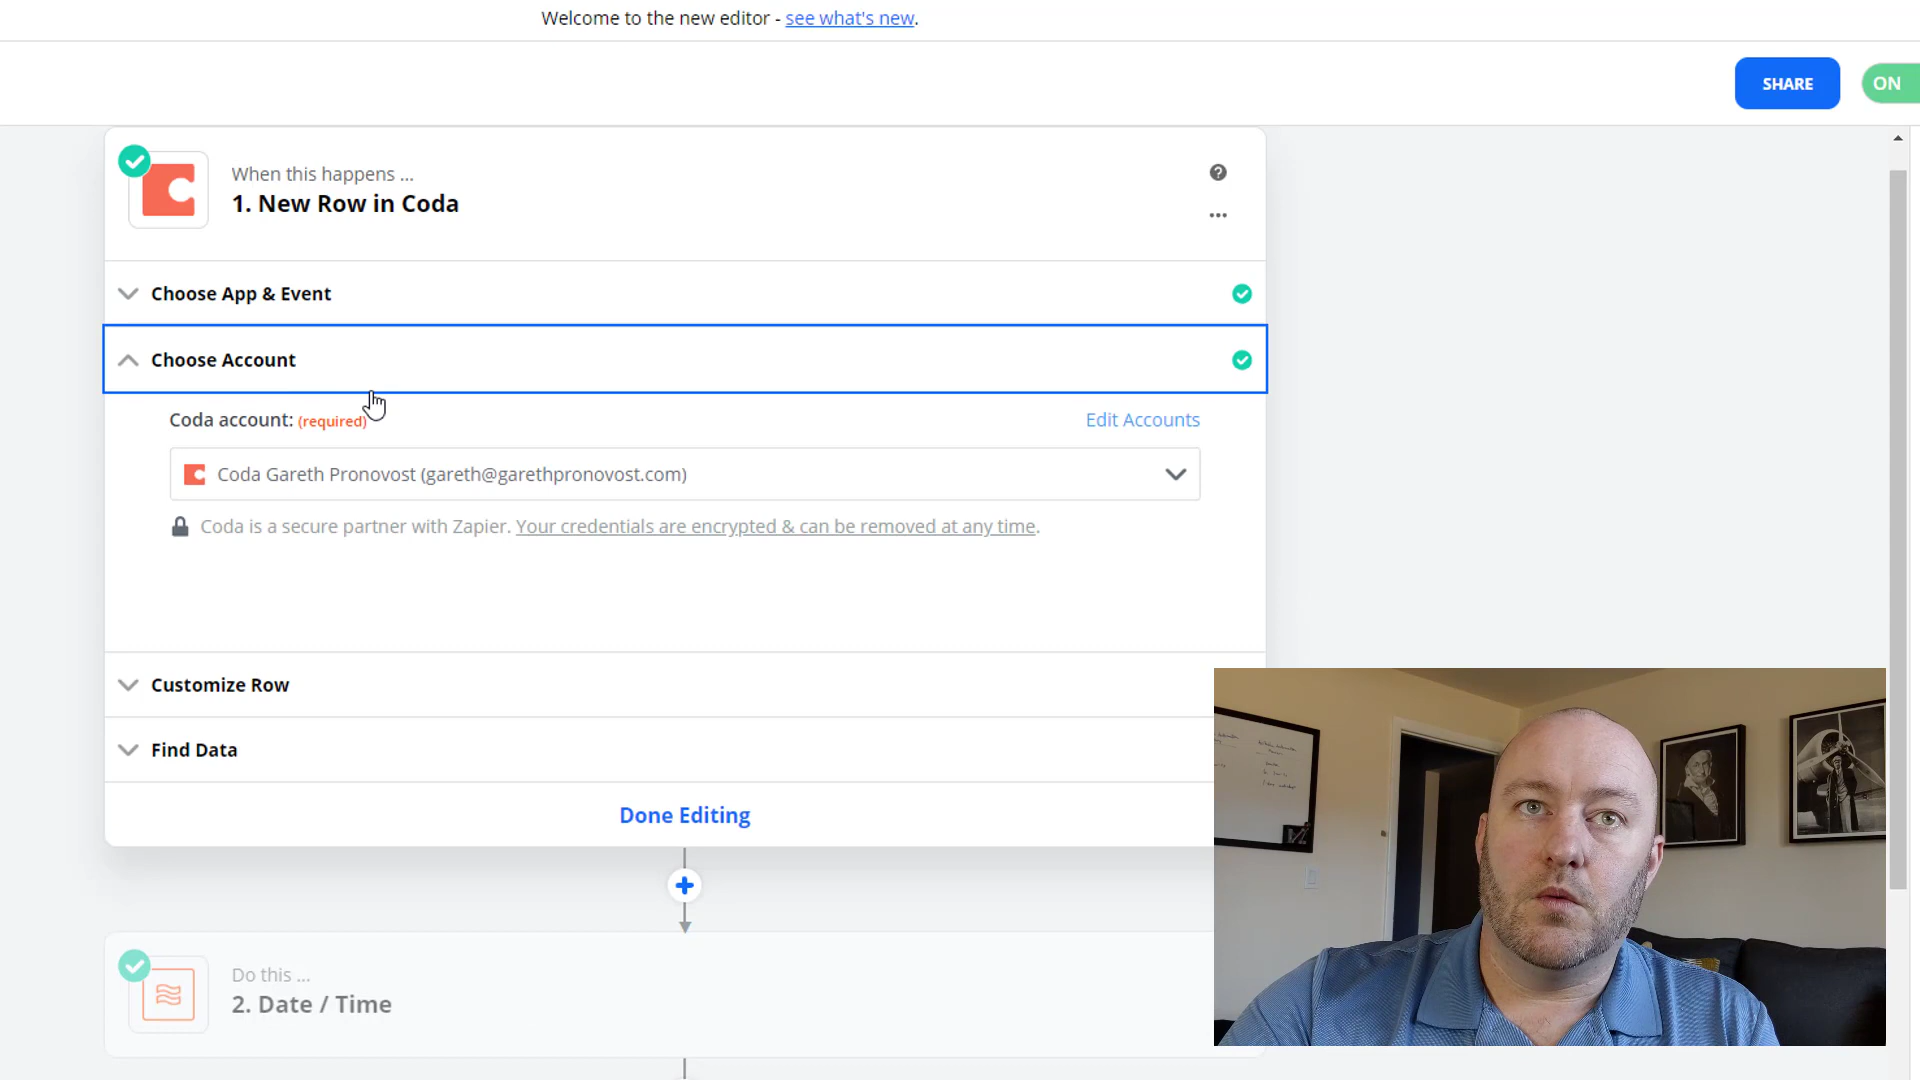 Welcome to the new editor - see what's new.
SHARE
ON
When this happens ...
1. New Row in Coda
Choose App & Event
Choose Account
Coda account: (required)
Edit Accounts
Coda Gareth Pronovost (gareth@garethpronovost.com)
Coda is a secure partner with Zapier. Your credentials are encrypted & can be removed at any time.
Customize Row
Find Data
Done Editing
Do this ...
2. Date / Time